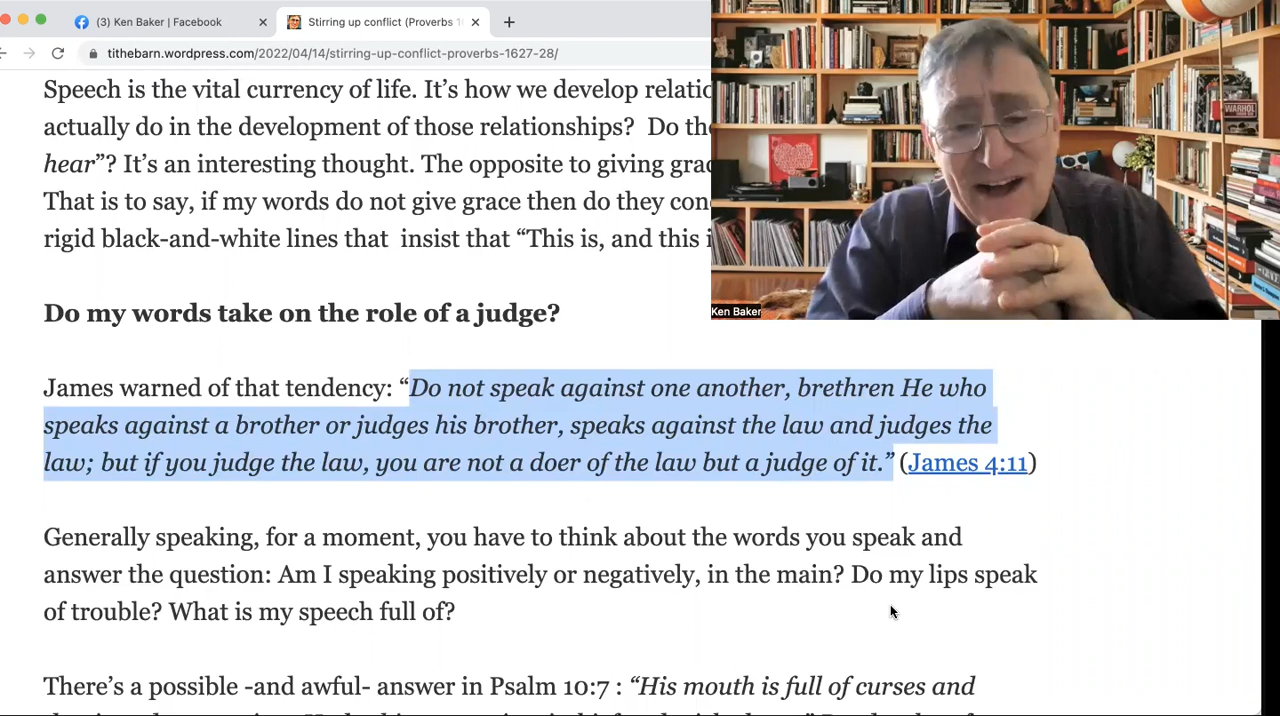 (3) Ken Baker | Facebook
Stirring up conflict (Proverbs 1
tithebarn.wordpress.com/2022/04/14/stirring-up-conflict-proverbs-1627-28/
Speech is the vital currency of life. It’s how we develop relatio
actually do in the development of those relationships? Do the
hear”? It’s an interesting thought. The opposite to giving grac
That is to say, if my words do not give grace then do they con
rigid black-and-white lines that insist that “This is, and this i
WARHOL
Ken Baker
Do my words take on the role of a judge?
James warned of that tendency: “Do not speak against one another, brethren He who
speaks against a brother or judges his brother, speaks against the law and judges the
law; but if you judge the law, you are not a doer of the law but a judge of it.” (James 4:11)
Generally speaking, for a moment, you have to think about the words you speak and
answer the question: Am I speaking positively or negatively, in the main? Do my lips speak
of trouble? What is my speech full of?
There’s a possible -and awful- answer in Psalm 10:7 : “His mouth is full of curses and